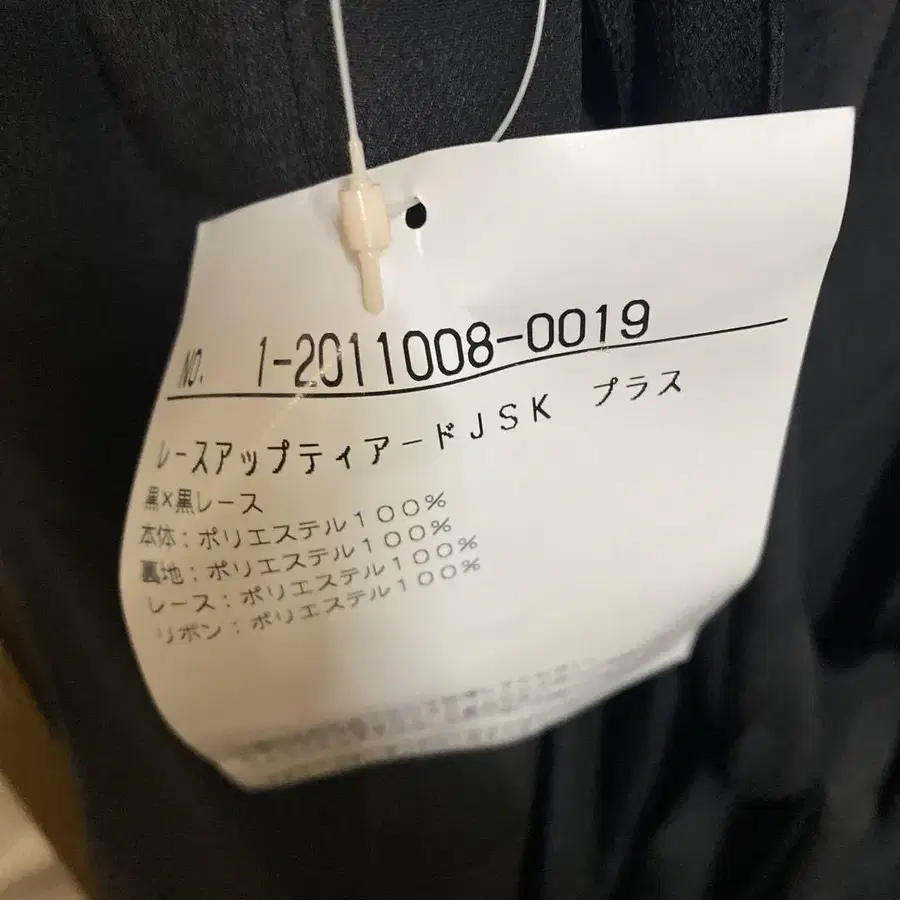 NO. 1-2011008-0019
レースアップティアードJSK プラス
黒×黒レース
本体：ポリエステル100%
裏地：ポリエステル100%
レース：ポリエステル100%
リボン：ポリエステル100%